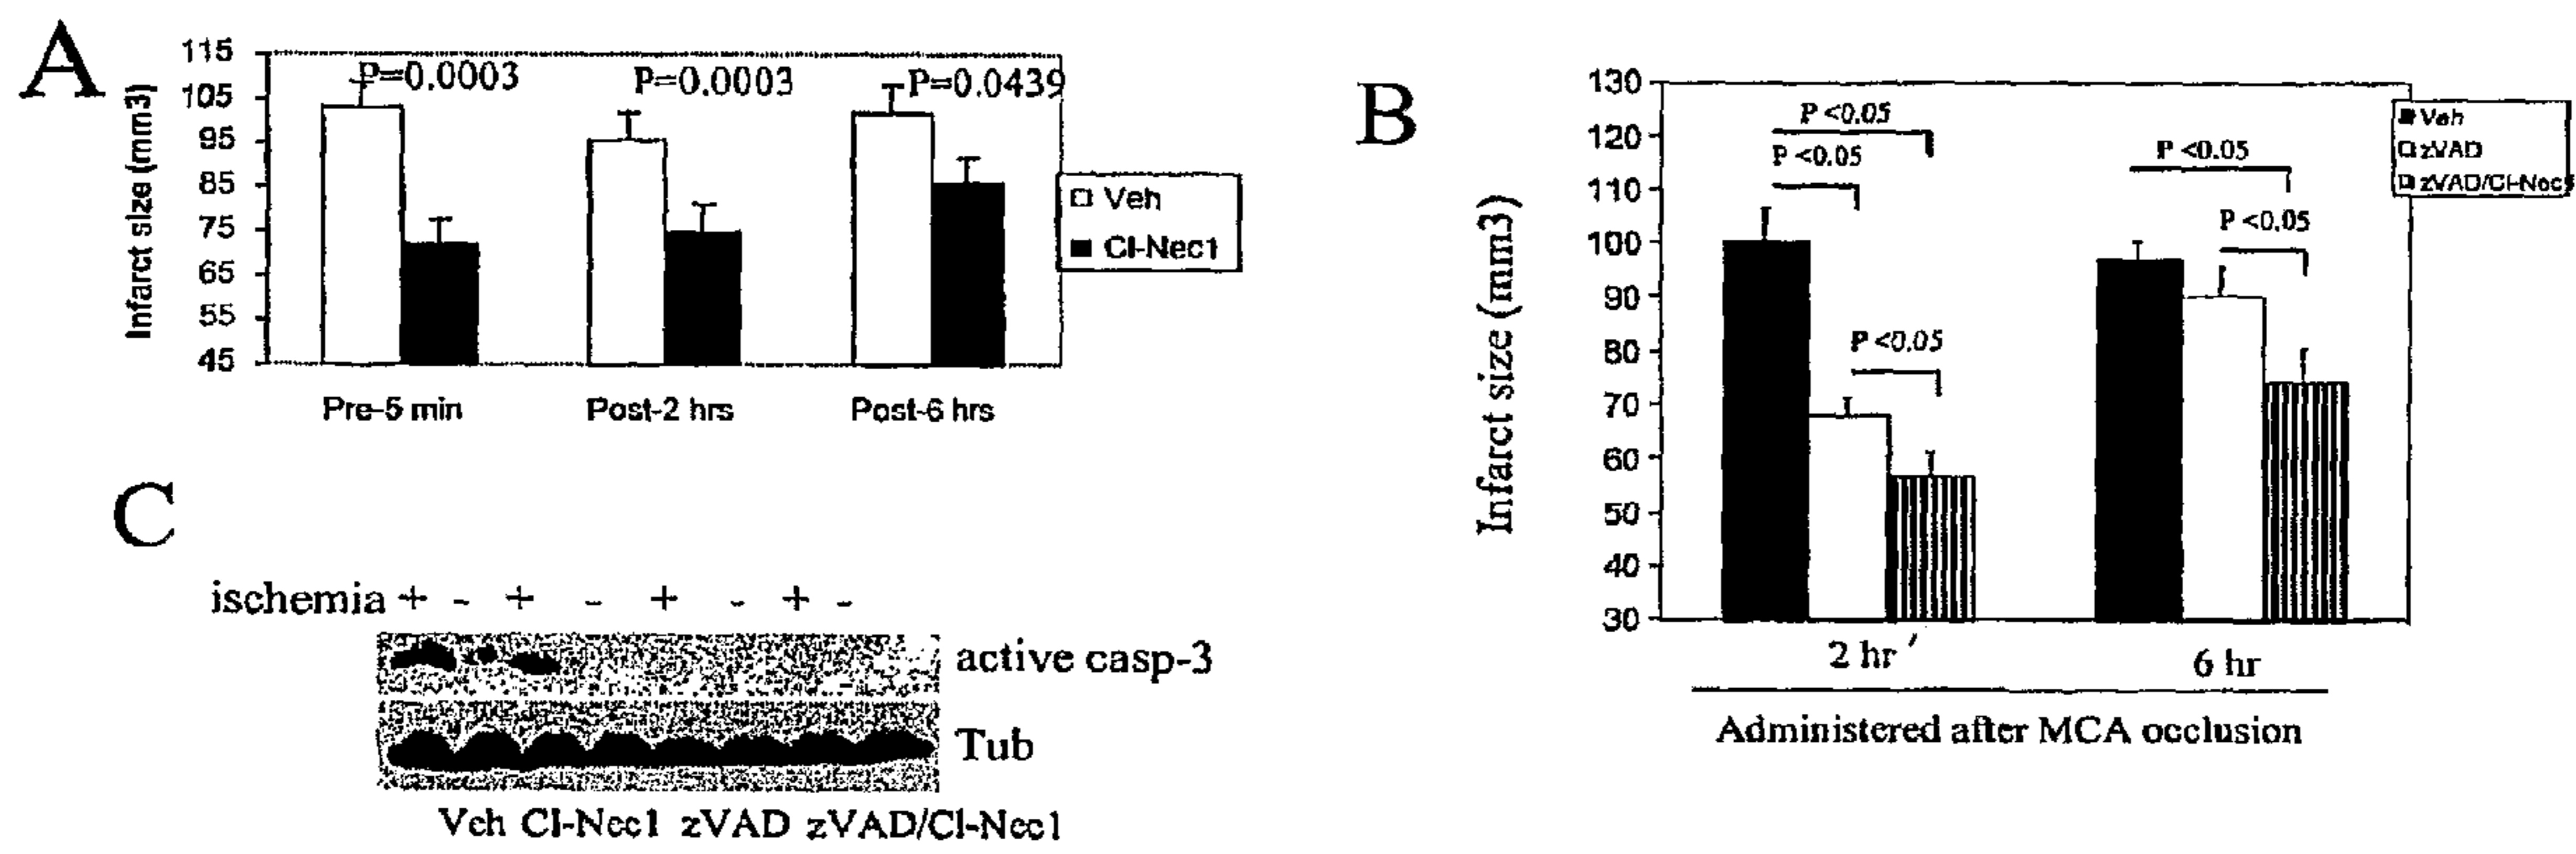 A
115
105
95
85
75
65
55
45
Infarct size (mm3)
P=0.0003
P=0.0003
P=0.0439
Veh
Cl-Nec1
Pre-5 min
Post-2 hrs
Post-6 hrs
B
130
120
110
100
90
80
70
60
50
40
30
Infarct size (mm3)
P <0.05
P <0.05
P <0.05
P <0.05
P <0.05
Veh
zVAD
zVAD/Cl-Nec1
2 hr
6 hr
Administered after MCA occlusion
C
ischemia + - + - + - + -
active casp-3
Tub
Veh Cl-Nec1 zVAD zVAD/Cl-Nec1